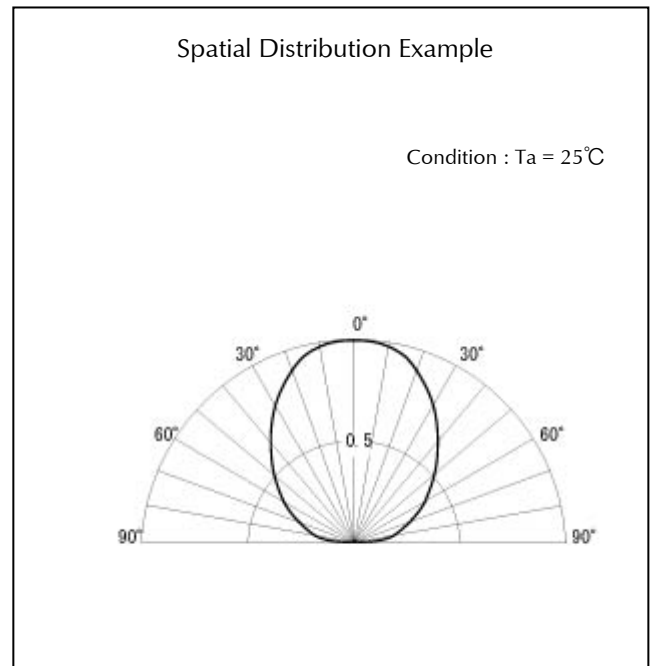 Spatial Distribution Example
Condition : Ta = 25℃
0°
30° 30°
60° 0. 5 60°
90° 90°